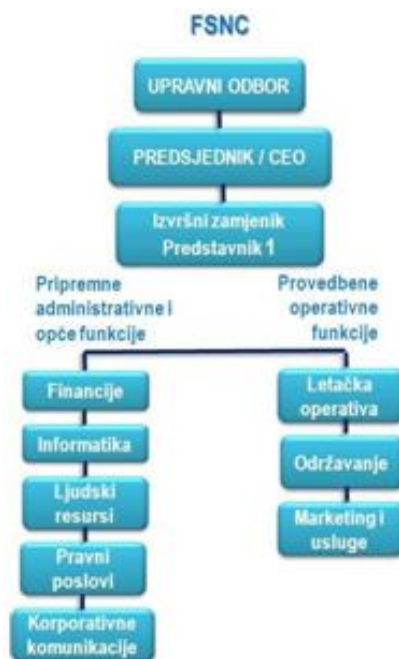 FSNC
UPRAVNI ODBOR
PREDSJEDNIK / CEO
Izvršni zamjenik
Predstavnik 1
Pripremne
administrativne i
opće funkcije
Provedbene
operativne
funkcije
Financije
Informatika
Ljudski
resursi
Pravni
poslovi
Korporativne
komunikacije
Letačka
operativa
Održavanje
Marketing i
usluge